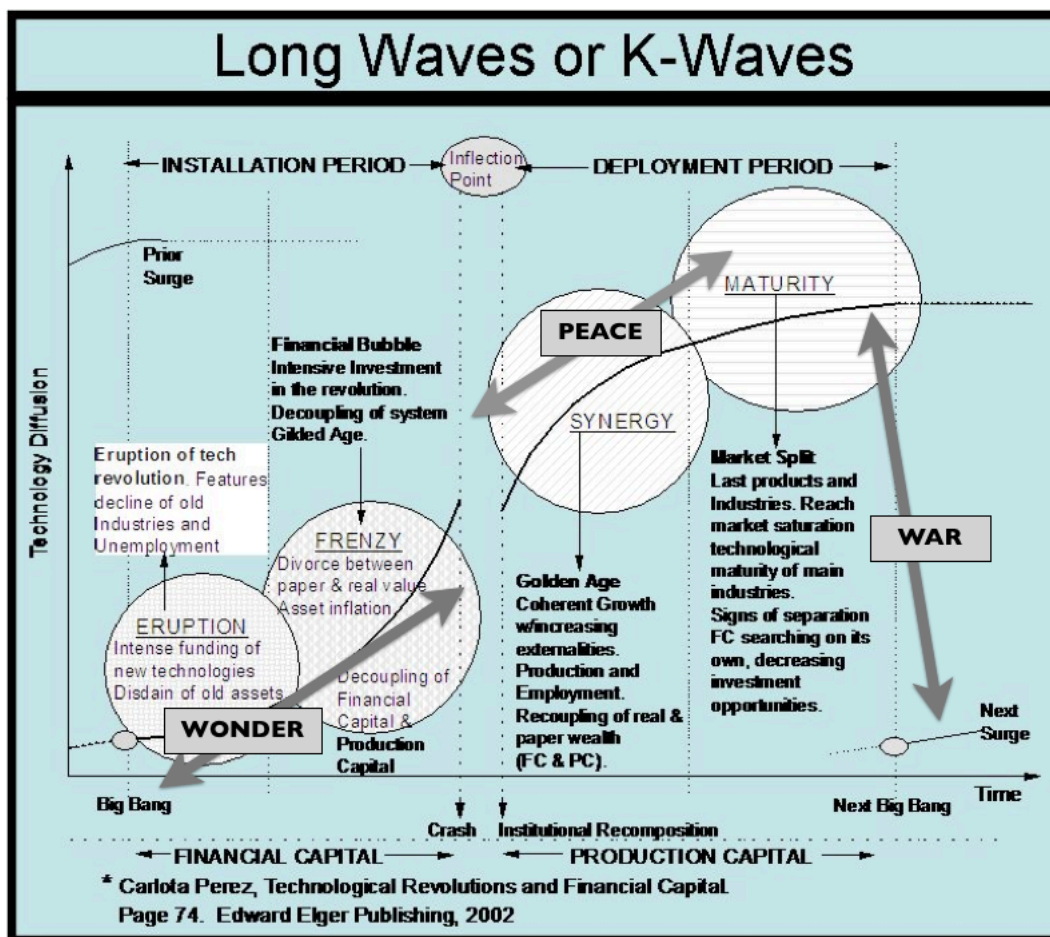 Long Waves or K-Waves
INSTALLATION PERIOD
Inflection
Point
DEPLOYMENT PERIOD
Prior
Surge
MATURITY
PEACE
Financial Bubble
Intensive Investment
in the revolution.
Decoupling of system
Gilded Age.
SYNERGY
Technology Diffusion
Eruption of tech
revolution. Features
decline of old
Industries and
Unemployment
Market Split
Last products and
Industries. Reach
market saturation
technological
maturity of main
industries.
Signs of separation
FC searching on its
own, decreasing
investment
opportunities.
WAR
FRENZY
Divorce between
paper & real value
Asset inflation
Golden Age
Coherent Growth
w/increasing
externalities.
Production and
Employment.
Recoupling of real &
paper wealth
(FC & PC).
ERUPTION
Intense funding of
new technologies
Disdain of old assets
Decoupling of
Financial
Capital &
Production
Capital
WONDER
Next
Surge
Big Bang
Next Big Bang
Time
Crash
Institutional Recomposition
FINANCIAL CAPITAL
PRODUCTION CAPITAL
* Carlota Perez, Technological Revolutions and Financial Capital.
Page 74. Edward Elger Publishing, 2002